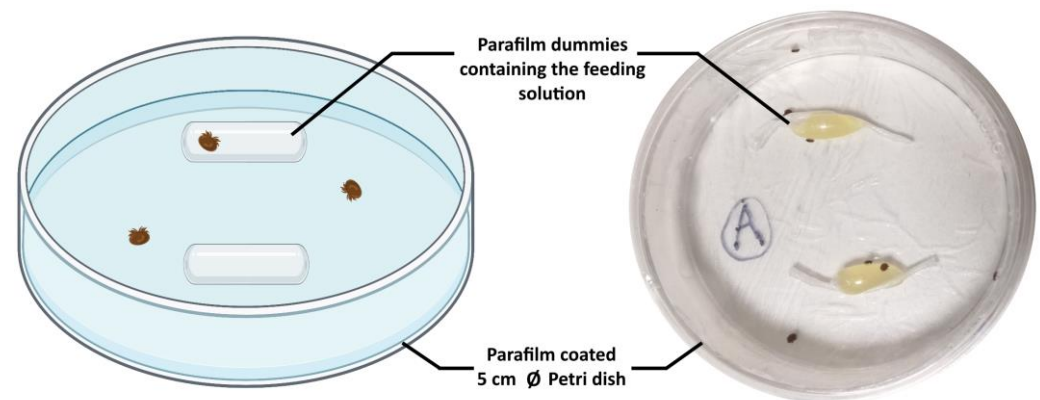 Parafilm dummies
containing the feeding
solution
A
Parafilm coated
5 cm Ø Petri dish